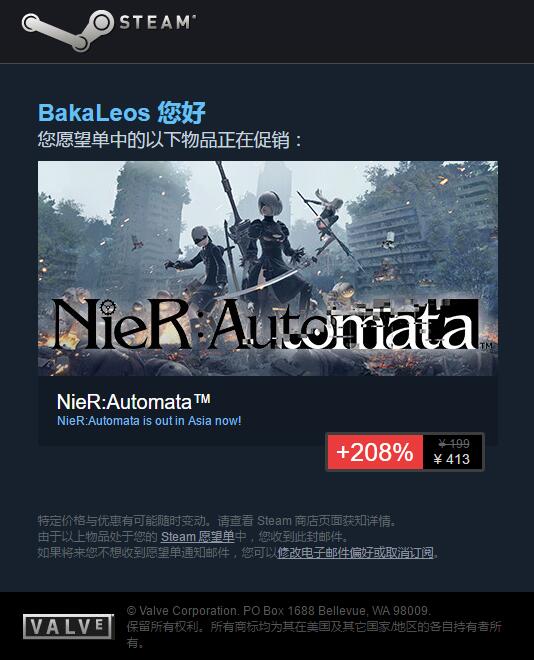 STEAM®
BakaLeos 您好
您愿望单中的以下物品正在促销：
NieR:Automata™
NieR:Automata™
NieR:Automata is out in Asia now!
+208%
¥ 199
¥ 413
特定价格与优惠有可能随时变动。请查看 Steam 商店页面获知详情。
由于以上物品处于您的 Steam 愿望单中，您收到此封邮件。
如果将来您不想收到愿望单通知邮件，您可以修改电子邮件偏好或取消订阅。
VALVE
© Valve Corporation. PO Box 1688 Bellevue, WA 98009.
保留所有权利。所有商标均为其在美国及其它国家/地区的各自持有者所
有。